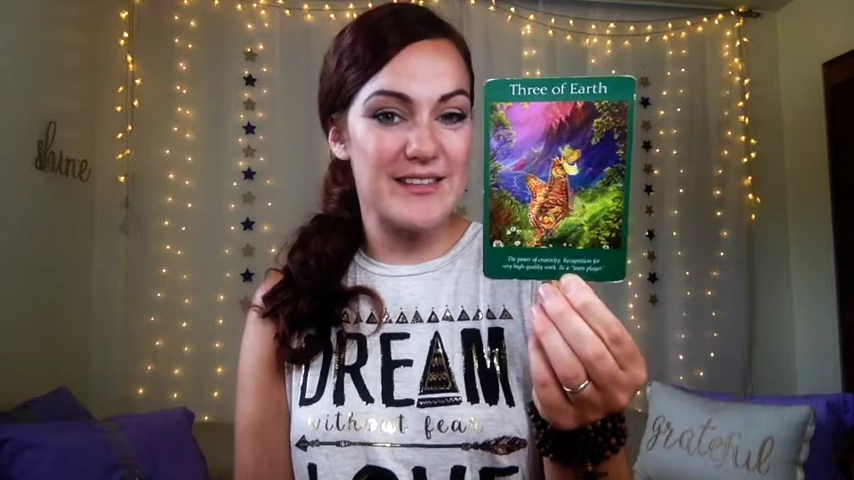 shine
Three of Earth
The power of creativity. Recognition for
very high-quality work. Be a "team player"
DREAM
without fear
LOVE
Grateful